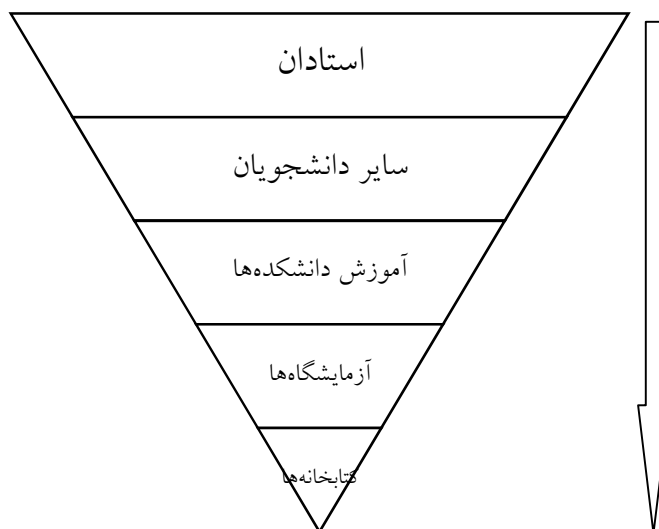 استادان
سایر دانشجویان
آموزش دانشکده‌ها
آزمایشگاه‌ها
کتابخانه‌ها